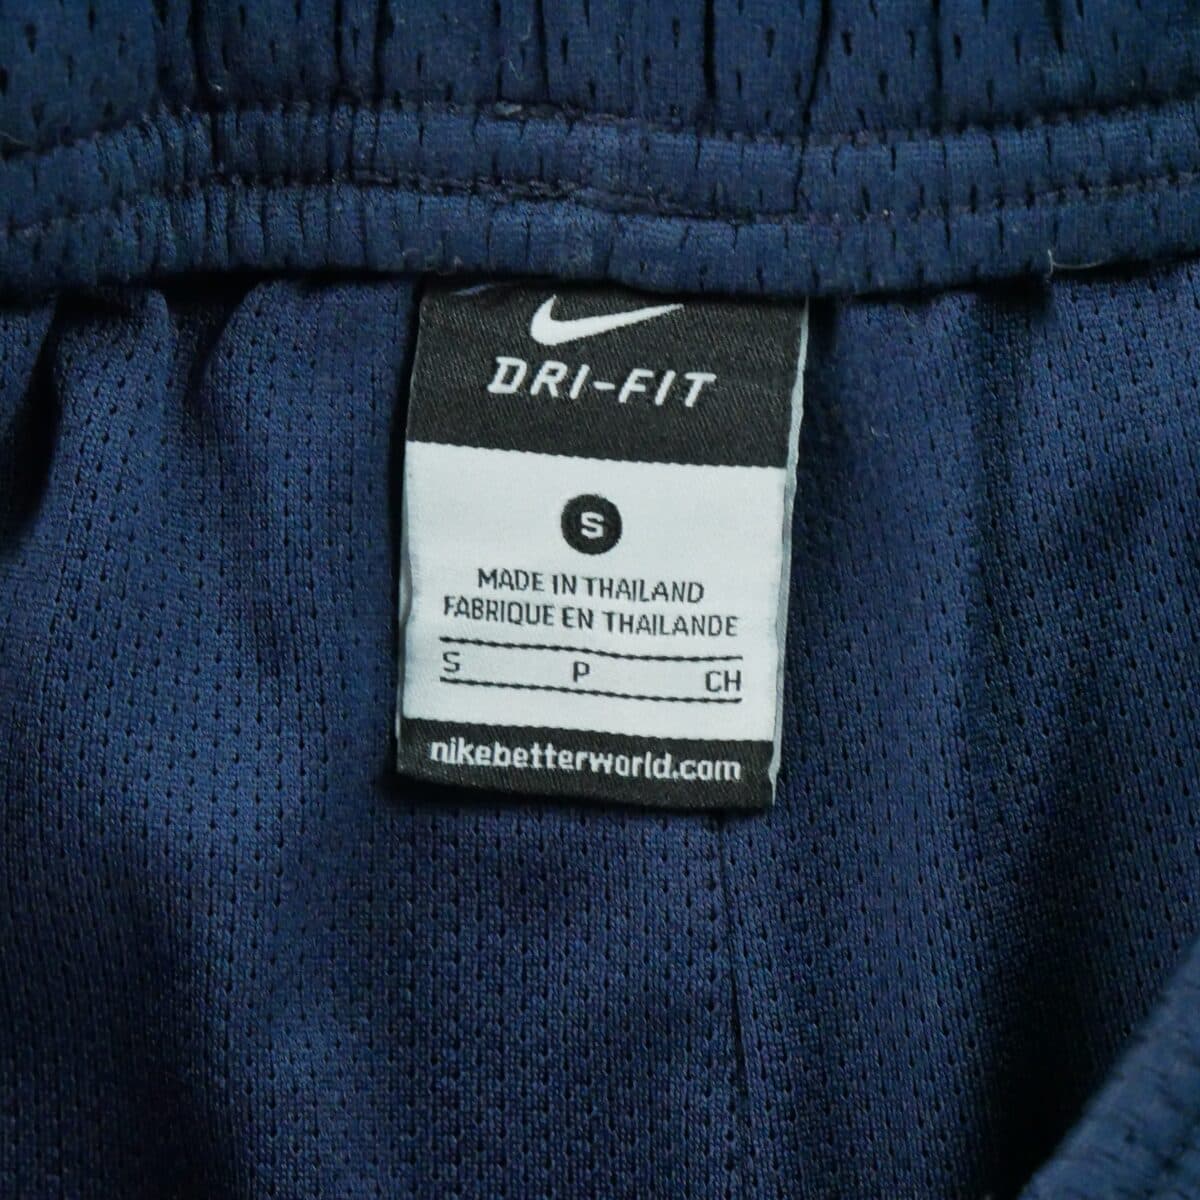 DRI-FIT
S
MADE IN THAILAND
FABRIQUE EN THAILANDE
S P CH
nikebetterworld.com